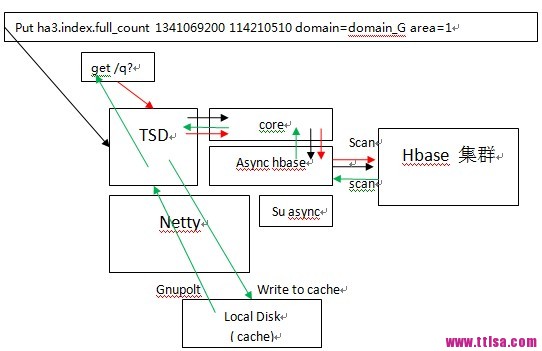 Put ha3.index.full_count 1341069200 114210510 domain=domain_G area=1
get /q?
TSD
core
Scan
Async hbase
Hbase 集群
scan
Su async
Netty
Gnupolt
Write to cache
Local Disk
( cache)
www.ttlsa.com